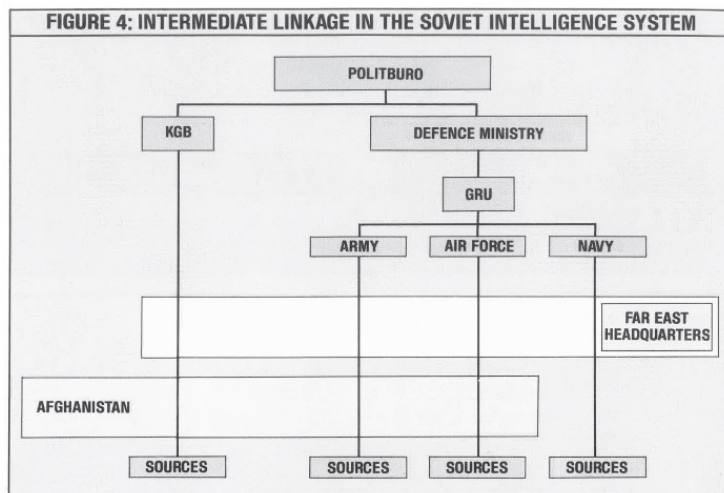 FIGURE 4: INTERMEDIATE LINKAGE IN THE SOVIET INTELLIGENCE SYSTEM
POLITBURO
KGB
DEFENCE MINISTRY
GRU
ARMY
AIR FORCE
NAVY
FAR EAST
HEADQUARTERS
AFGHANISTAN
SOURCES
SOURCES
SOURCES
SOURCES